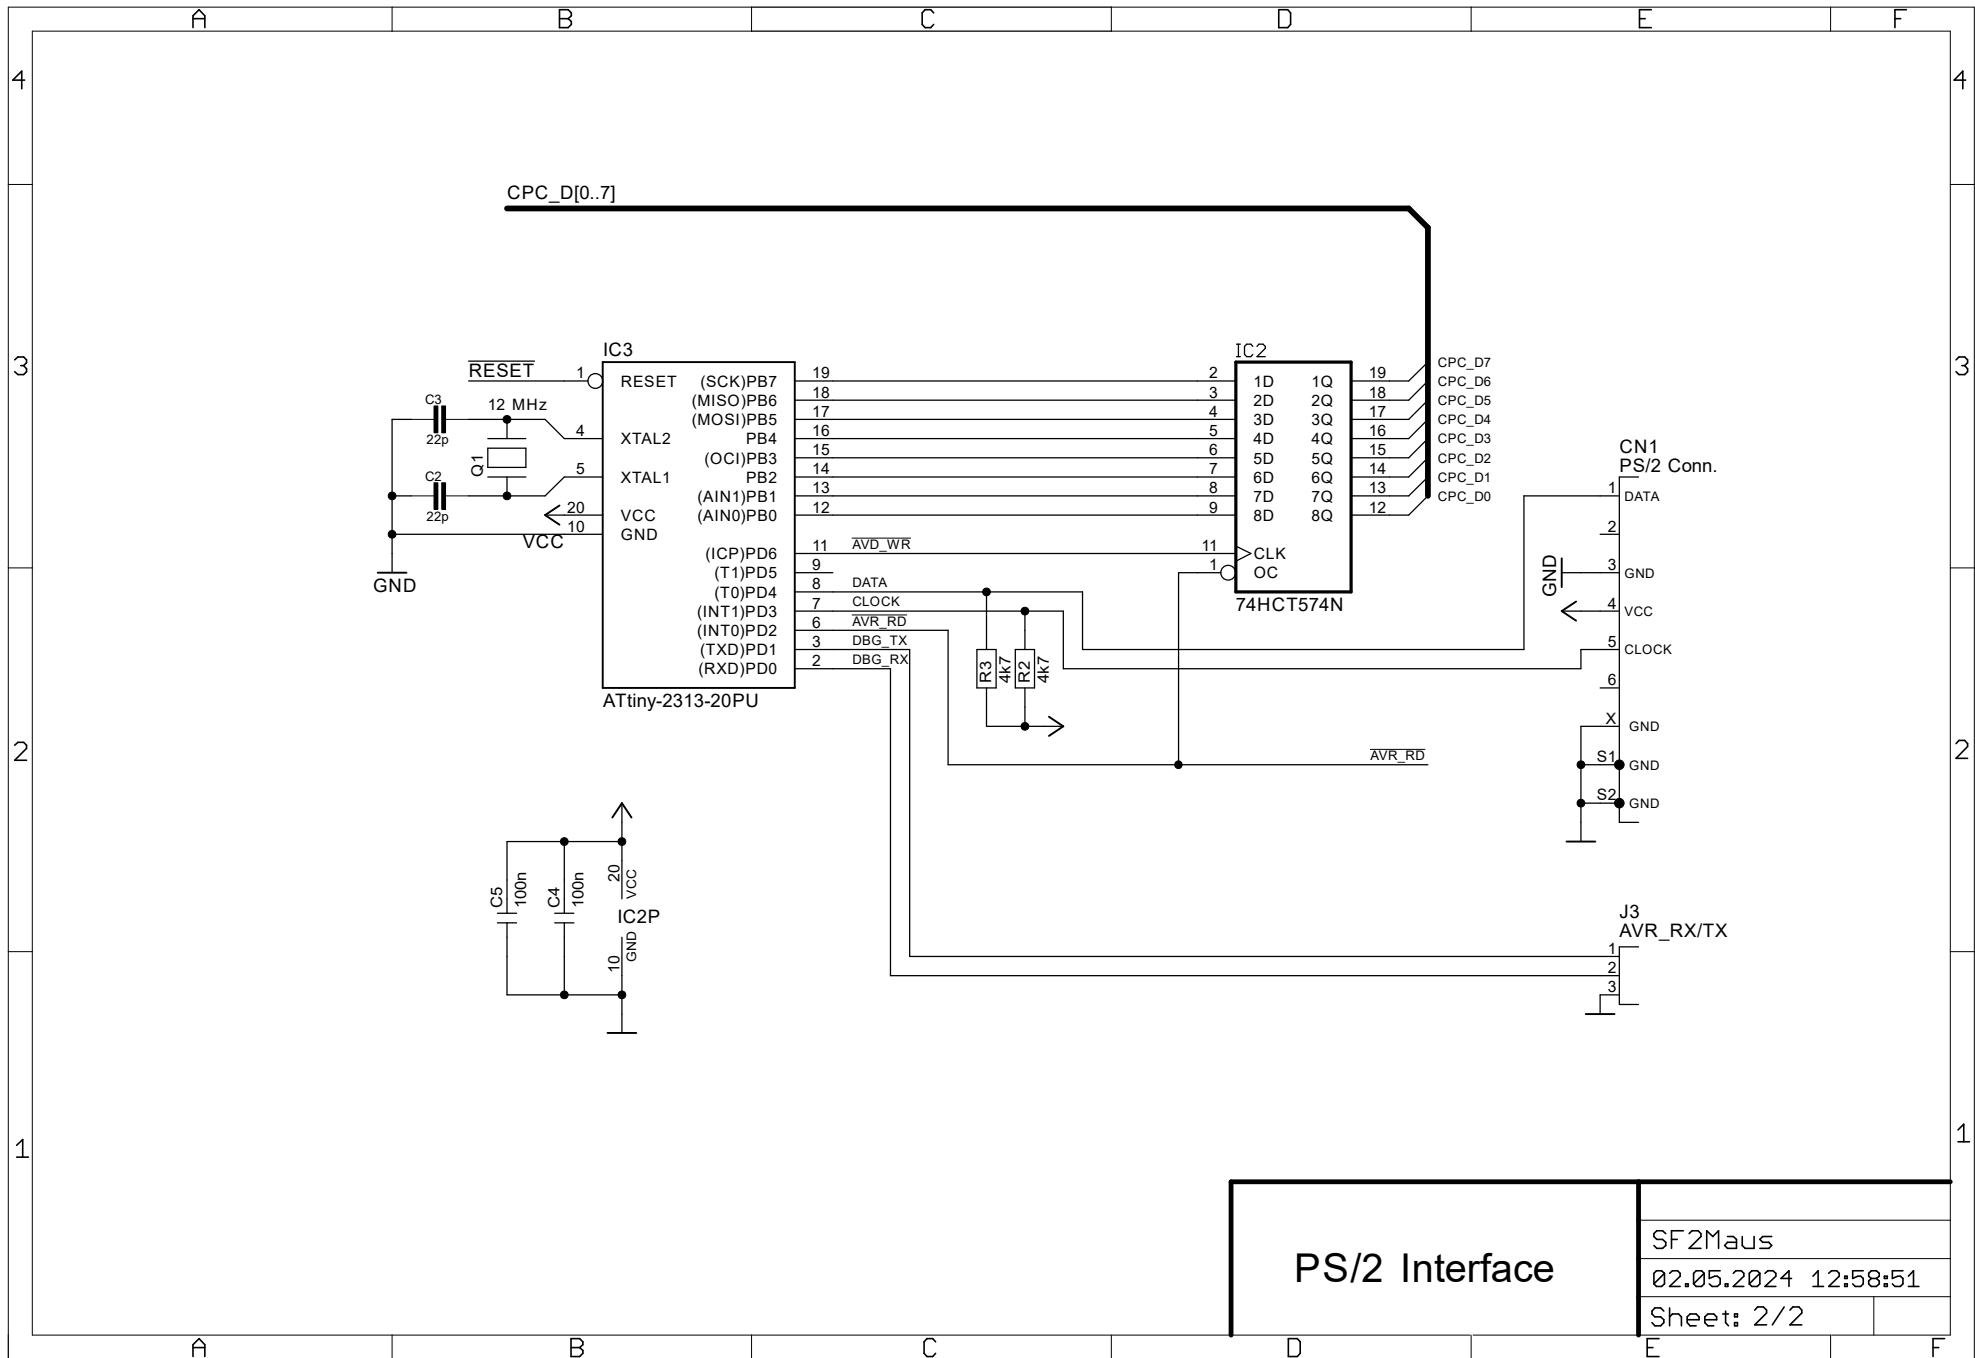 A B C D E F
4 4
CPC_D[0..7]
3 3
IC3
RESET
1
RESET
12 MHz
C3
22p
4
XTAL2
Q1
5
XTAL1
C2
22p
20
VCC
VCC
10
GND
GND
(SCK)PB7 19
(MISO)PB6 18
(MOSI)PB5 17
PB4 16
(OCI)PB3 15
PB2 14
(AIN1)PB1 13
(AIN0)PB0 12
(ICP)PD6 11 AVD_WR
(T1)PD5 9
(T0)PD4 8 DATA
(INT1)PD3 7 CLOCK
(INT0)PD2 6 AVR_RD
(TXD)PD1 3 DBG_TX
(RXD)PD0 2 DBG_RX
ATtiny-2313-20PU
R3
4k7
R2
4k7
IC2
2 1D 1Q 19 CPC_D7
3 2D 2Q 18 CPC_D6
4 3D 3Q 17 CPC_D5
5 4D 4Q 16 CPC_D4
6 5D 5Q 15 CPC_D3
7 6D 6Q 14 CPC_D2
8 7D 7Q 13 CPC_D1
9 8D 8Q 12 CPC_D0
11 CLK
1 OC
74HCT574N
AVR_RD
CN1
PS/2 Conn.
1 DATA
2
GND
3 GND
4 VCC
5 CLOCK
6
X GND
S1 GND
S2 GND
2 2
C5
100n
C4
100n
20
VCC
IC2P
10
GND
J3
AVR_RX/TX
1
2
3
1 1
PS/2 Interface
SF2Maus
02.05.2024 12:58:51
Sheet: 2/2
A B C D E F